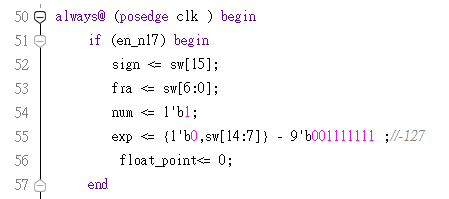 50 always@ (posedge clk ) begin
51 if (en_n17) begin
52 sign <= sw[15];
53 fra <= sw[6:0];
54 num <= 1'b1;
55 exp <= {1'b0,sw[14:7]} - 9'b001111111 ;//-127
56 float_point<= 0;
57 end